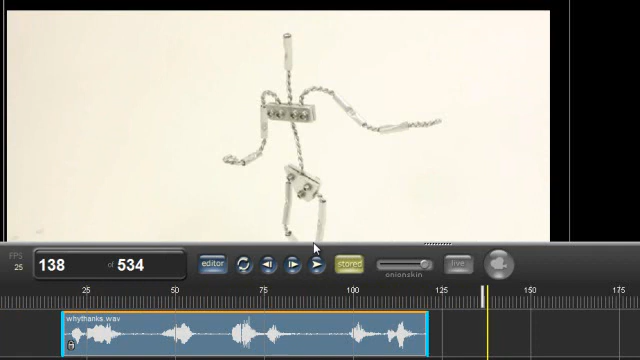 FPS
25
138 of 534
editor
stored
onionskin
live
25 50 75 100 125 150 175
whythanks.wav